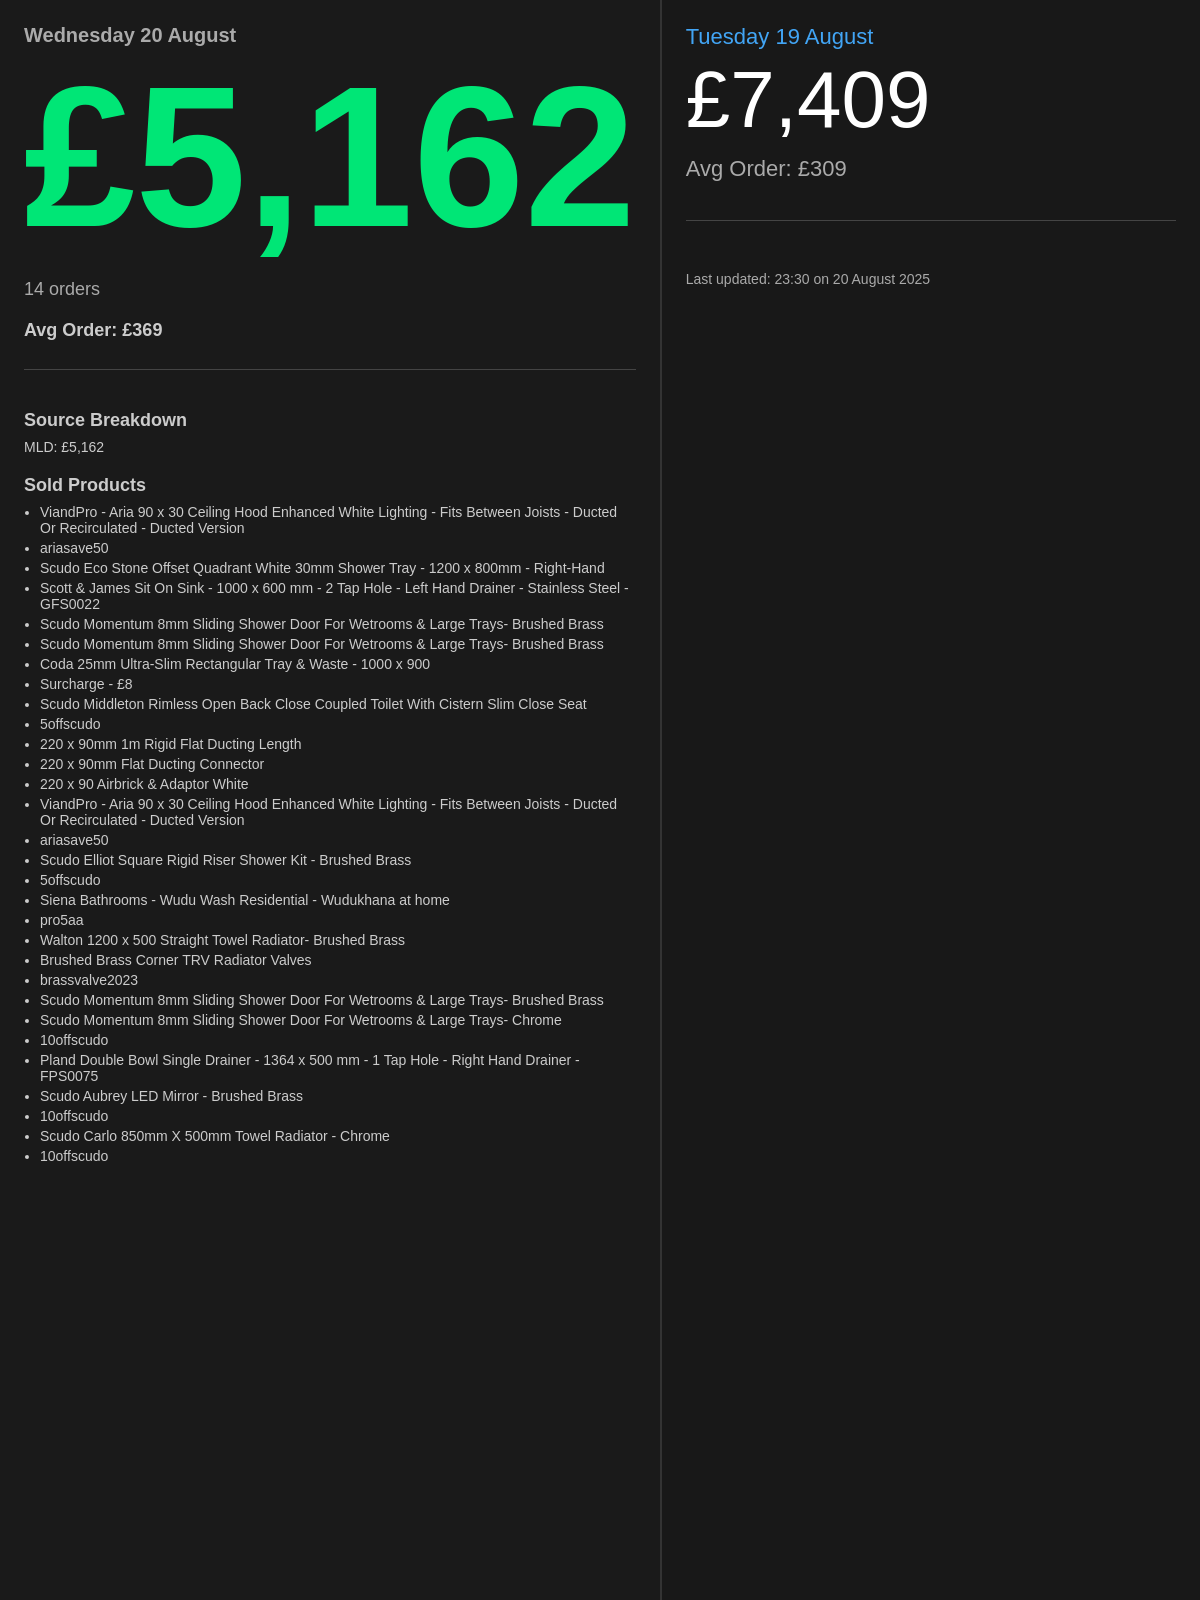 Wednesday 20 August
£5,162
14 orders
Avg Order: £369
Source Breakdown
MLD: £5,162
Sold Products
• ViandPro - Aria 90 x 30 Ceiling Hood Enhanced White Lighting - Fits Between Joists - Ducted
Or Recirculated - Ducted Version
• ariasave50
• Scudo Eco Stone Offset Quadrant White 30mm Shower Tray - 1200 x 800mm - Right-Hand
• Scott & James Sit On Sink - 1000 x 600 mm - 2 Tap Hole - Left Hand Drainer - Stainless Steel -
GFS0022
• Scudo Momentum 8mm Sliding Shower Door For Wetrooms & Large Trays- Brushed Brass
• Scudo Momentum 8mm Sliding Shower Door For Wetrooms & Large Trays- Brushed Brass
• Coda 25mm Ultra-Slim Rectangular Tray & Waste - 1000 x 900
• Surcharge - £8
• Scudo Middleton Rimless Open Back Close Coupled Toilet With Cistern Slim Close Seat
• 5offscudo
• 220 x 90mm 1m Rigid Flat Ducting Length
• 220 x 90mm Flat Ducting Connector
• 220 x 90 Airbrick & Adaptor White
• ViandPro - Aria 90 x 30 Ceiling Hood Enhanced White Lighting - Fits Between Joists - Ducted
Or Recirculated - Ducted Version
• ariasave50
• Scudo Elliot Square Rigid Riser Shower Kit - Brushed Brass
• 5offscudo
• Siena Bathrooms - Wudu Wash Residential - Wudukhana at home
• pro5aa
• Walton 1200 x 500 Straight Towel Radiator- Brushed Brass
• Brushed Brass Corner TRV Radiator Valves
• brassvalve2023
• Scudo Momentum 8mm Sliding Shower Door For Wetrooms & Large Trays- Brushed Brass
• Scudo Momentum 8mm Sliding Shower Door For Wetrooms & Large Trays- Chrome
• 10offscudo
• Pland Double Bowl Single Drainer - 1364 x 500 mm - 1 Tap Hole - Right Hand Drainer -
FPS0075
• Scudo Aubrey LED Mirror - Brushed Brass
• 10offscudo
• Scudo Carlo 850mm X 500mm Towel Radiator - Chrome
• 10offscudo
Tuesday 19 August
£7,409
Avg Order: £309
Last updated: 23:30 on 20 August 2025